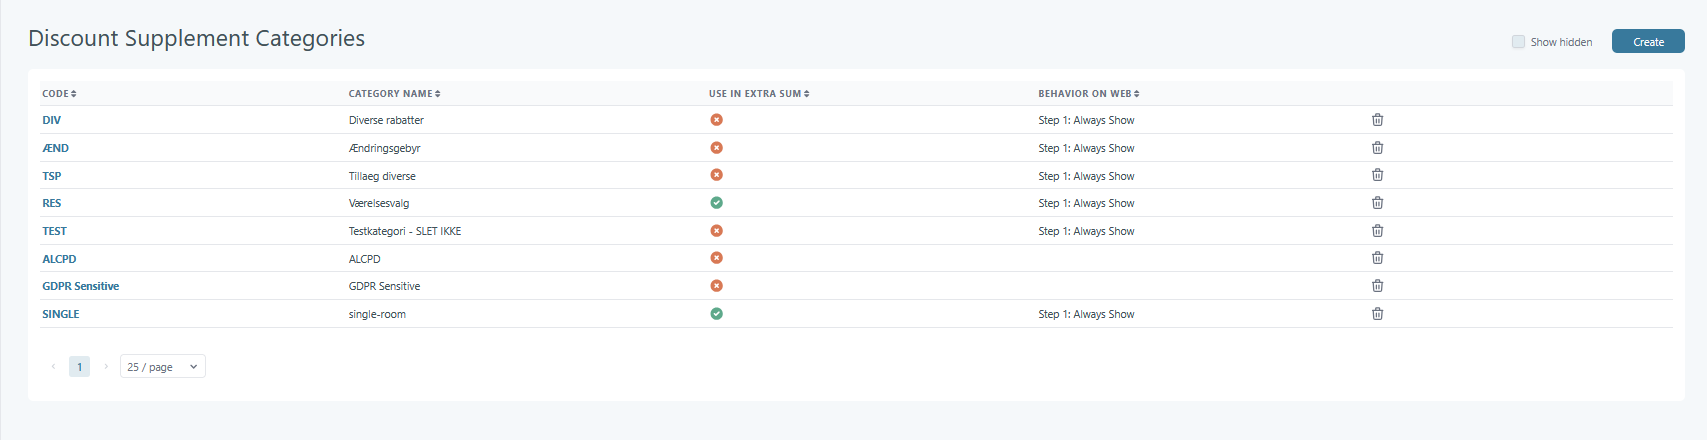 Discount Supplement Categories
Show hidden
Create
CODE CATEGORY NAME USE IN EXTRA SUM BEHAVIOR ON WEB
DIV Diverse rabatter Step 1: Always Show
ÆND Ændringsgebyr Step 1: Always Show
TSP Tillaeg diverse Step 1: Always Show
RES Værelsesvalg Step 1: Always Show
TEST Testkategori - SLET IKKE Step 1: Always Show
ALCPD ALCPD
GDPR Sensitive GDPR Sensitive
SINGLE single-room Step 1: Always Show
1 25 / page